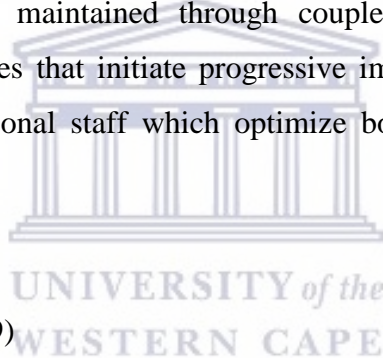 maintained through couple
es that initiate progressive im
onal staff which optimize bo
UNIVERSITY of the
)
WESTERN CAPE